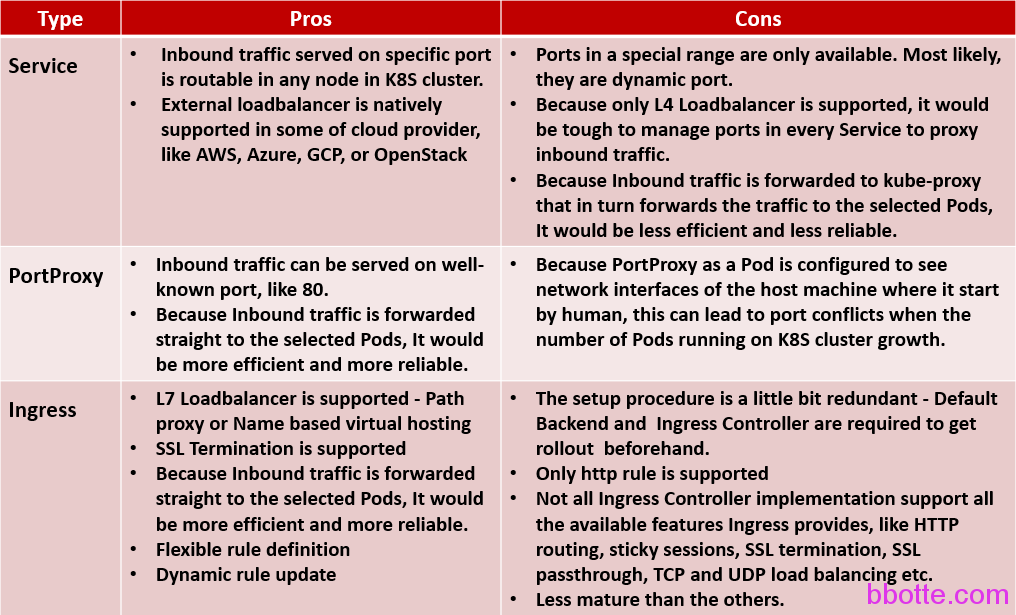 Type
Pros
Cons
Service
• Inbound traffic served on specific port
is routable in any node in K8S cluster.
• External loadbalancer is natively
supported in some of cloud provider,
like AWS, Azure, GCP, or OpenStack
• Ports in a special range are only available. Most likely,
they are dynamic port.
• Because only L4 Loadbalancer is supported, it would
be tough to manage ports in every Service to proxy
inbound traffic.
• Because Inbound traffic is forwarded to kube-proxy
that in turn forwards the traffic to the selected Pods,
It would be less efficient and less reliable.
PortProxy
• Inbound traffic can be served on well-
known port, like 80.
• Because Inbound traffic is forwarded
straight to the selected Pods, It would
be more efficient and more reliable.
• Because PortProxy as a Pod is configured to see
network interfaces of the host machine where it start
by human, this can lead to port conflicts when the
number of Pods running on K8S cluster growth.
Ingress
• L7 Loadbalancer is supported - Path
proxy or Name based virtual hosting
• SSL Termination is supported
• Because Inbound traffic is forwarded
straight to the selected Pods, It would
be more efficient and more reliable.
• Flexible rule definition
• Dynamic rule update
• The setup procedure is a little bit redundant - Default
Backend and  Ingress Controller are required to get
rollout  beforehand.
• Only http rule is supported
• Not all Ingress Controller implementation support all
the available features Ingress provides, like HTTP
routing, sticky sessions, SSL termination, SSL
passthrough, TCP and UDP load balancing etc.
• Less mature than the others.
bbotte.com